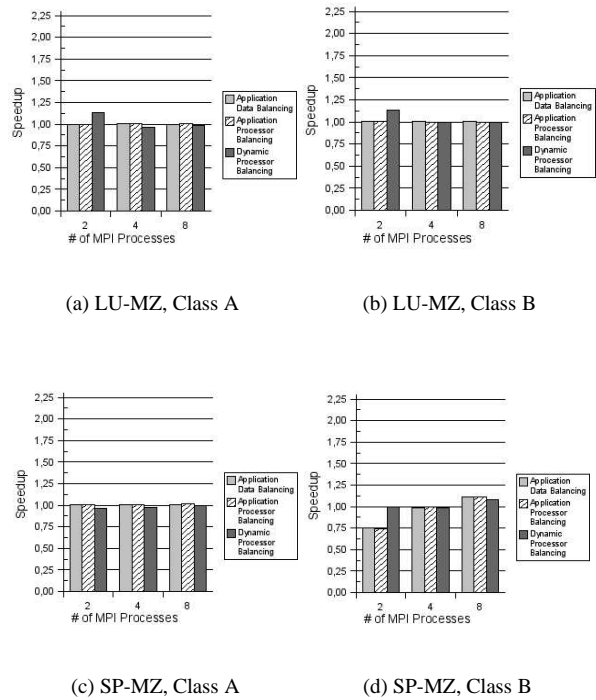 2,25
2,00
1,75
1,50
1,25
1,00
0,75
0,50
0,25
0,00
Speedup
2 4 8
# of MPI Processes
Application
Data Balancing
Application
Processor
Balancing
Dynamic
Processor
Balancing
2,25
2,00
1,75
1,50
1,25
1,00
0,75
0,50
0,25
0,00
Speedup
2 4 8
# of MPI Processes
Application
Data Balancing
Application
Processor
Balancing
Dynamic
Processor
Balancing
(a) LU-MZ, Class A
(b) LU-MZ, Class B
2,25
2,00
1,75
1,50
1,25
1,00
0,75
0,50
0,25
0,00
Speedup
2 4 8
# of MPI Processes
Application
Data Balancing
Application
Processor
Balancing
Dynamic
Processor
Balancing
2,25
2,00
1,75
1,50
1,25
1,00
0,75
0,50
0,25
0,00
Speedup
2 4 8
# of MPI Processes
Application
Data Balancing
Application
Processor
Balancing
Dynamic
Processor
Balancing
(c) SP-MZ, Class A
(d) SP-MZ, Class B